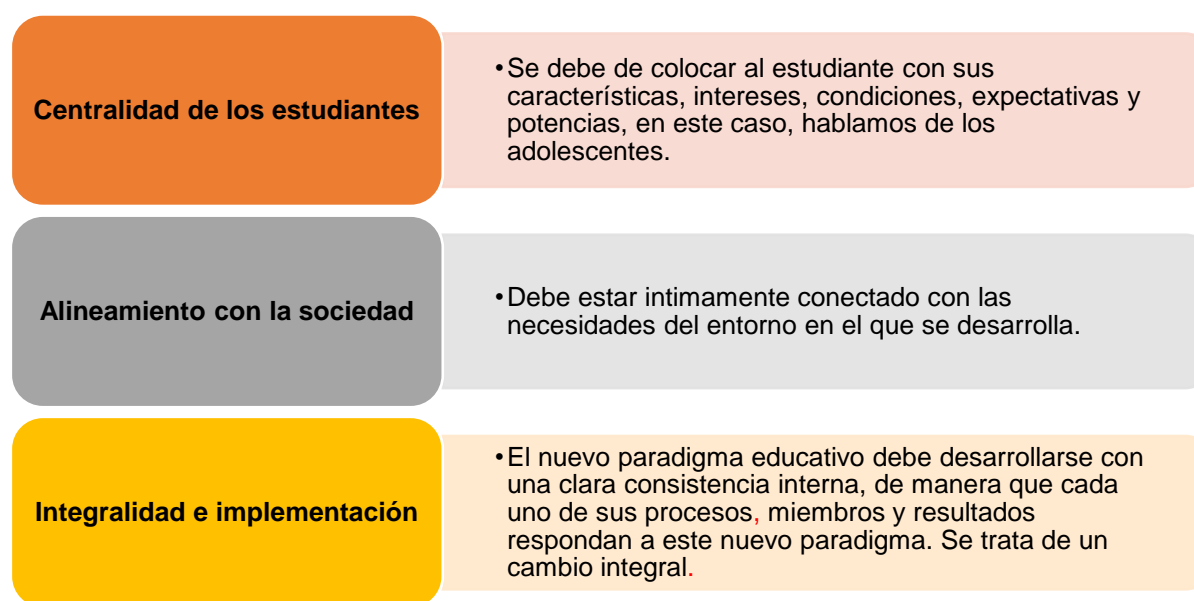 Centralidad de los estudiantes
•Se debe de colocar al estudiante con sus
características, intereses, condiciones, expectativas y
potencias, en este caso, hablamos de los
adolescentes.
Alineamiento con la sociedad
•Debe estar intimamente conectado con las
necesidades del entorno en el que se desarrolla.
Integralidad e implementación
•El nuevo paradigma educativo debe desarrollarse con
una clara consistencia interna, de manera que cada
uno de sus procesos, miembros y resultados
respondan a este nuevo paradigma. Se trata de un
cambio integral.